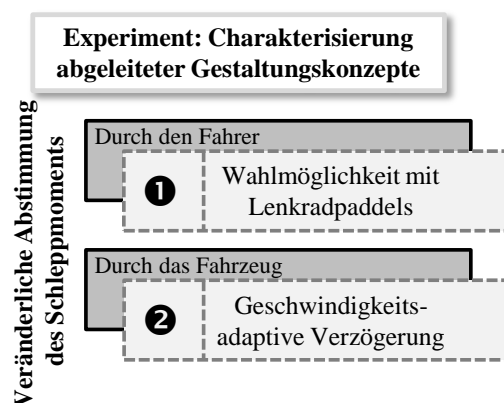 Experiment: Charakterisierung
abgeleiteter Gestaltungskonzepte
Veränderliche Abstimmung
des Schleppmoments
Durch den Fahrer
❶
Wahlmöglichkeit mit
Lenkradpaddels
Durch das Fahrzeug
❷
Geschwindigkeits-
adaptive Verzögerung